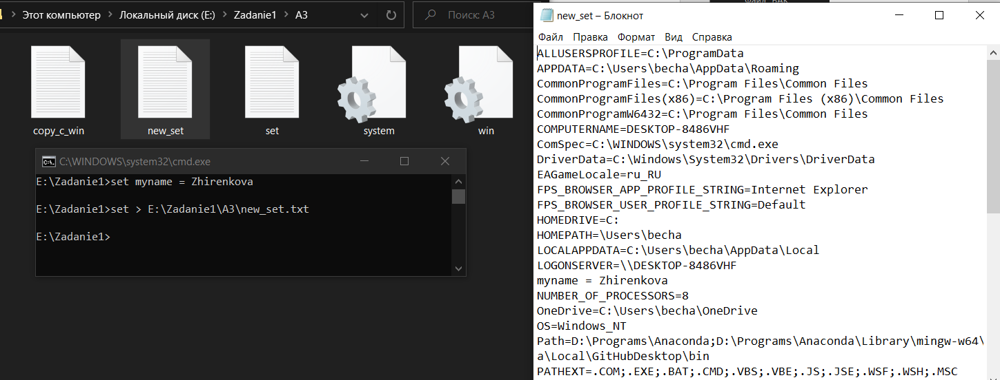 Этот компьютер > Локальный диск (E:) > Zadanie1 > A3
Поиск: A3
copy_c_win
new_set
set
system
win
C:\WINDOWS\system32\cmd.exe
E:\Zadanie1>set myname = Zhirenkova
E:\Zadanie1>set > E:\Zadanie1\A3\new_set.txt
E:\Zadanie1>
new_set – Блокнот
Файл Правка Формат Вид Справка
ALLUSERSPROFILE=C:\ProgramData
APPDATA=C:\Users\becha\AppData\Roaming
CommonProgramFiles=C:\Program Files\Common Files
CommonProgramFiles(x86)=C:\Program Files (x86)\Common Files
CommonProgramW6432=C:\Program Files\Common Files
COMPUTERNAME=DESKTOP-8486VHF
ComSpec=C:\WINDOWS\system32\cmd.exe
DriverData=C:\Windows\System32\Drivers\DriverData
EAGameLocale=ru_RU
FPS_BROWSER_APP_PROFILE_STRING=Internet Explorer
FPS_BROWSER_USER_PROFILE_STRING=Default
HOMEDRIVE=C:
HOMEPATH=\Users\becha
LOCALAPPDATA=C:\Users\becha\AppData\Local
LOGONSERVER=\\DESKTOP-8486VHF
myname = Zhirenkova
NUMBER_OF_PROCESSORS=8
OneDrive=C:\Users\becha\OneDrive
OS=Windows_NT
Path=D:\Programs\Anaconda;D:\Programs\Anaconda\Library\mingw-w64\
a\Local\GitHubDesktop\bin
PATHEXT=.COM;.EXE;.BAT;.CMD;.VBS;.VBE;.JS;.JSE;.WSF;.WSH;.MSC